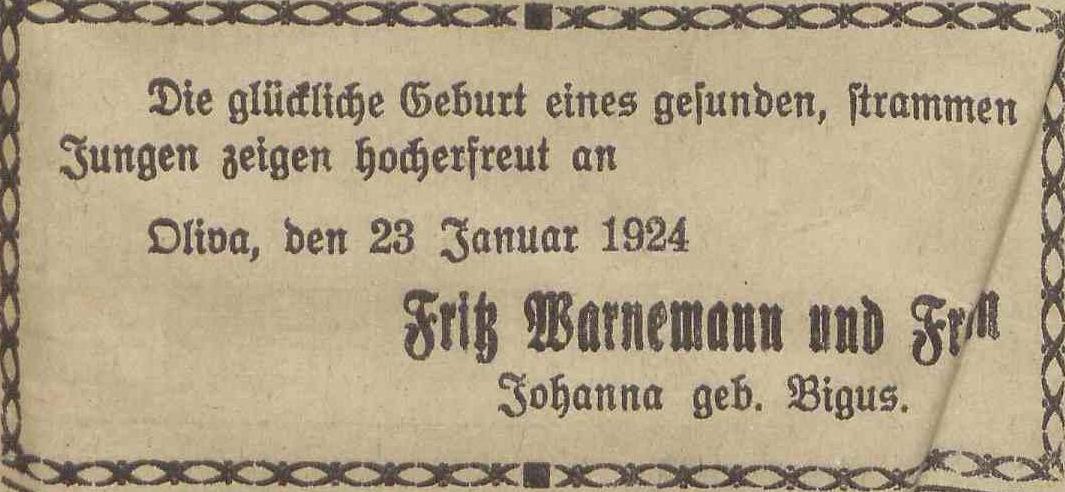 Die glückliche Geburt eines gesunden, strammen
Jungen zeigen hocherfreut an
Oliva, den 23 Januar 1924
Fritz Warnemann und
Johanna geb. Bigus.